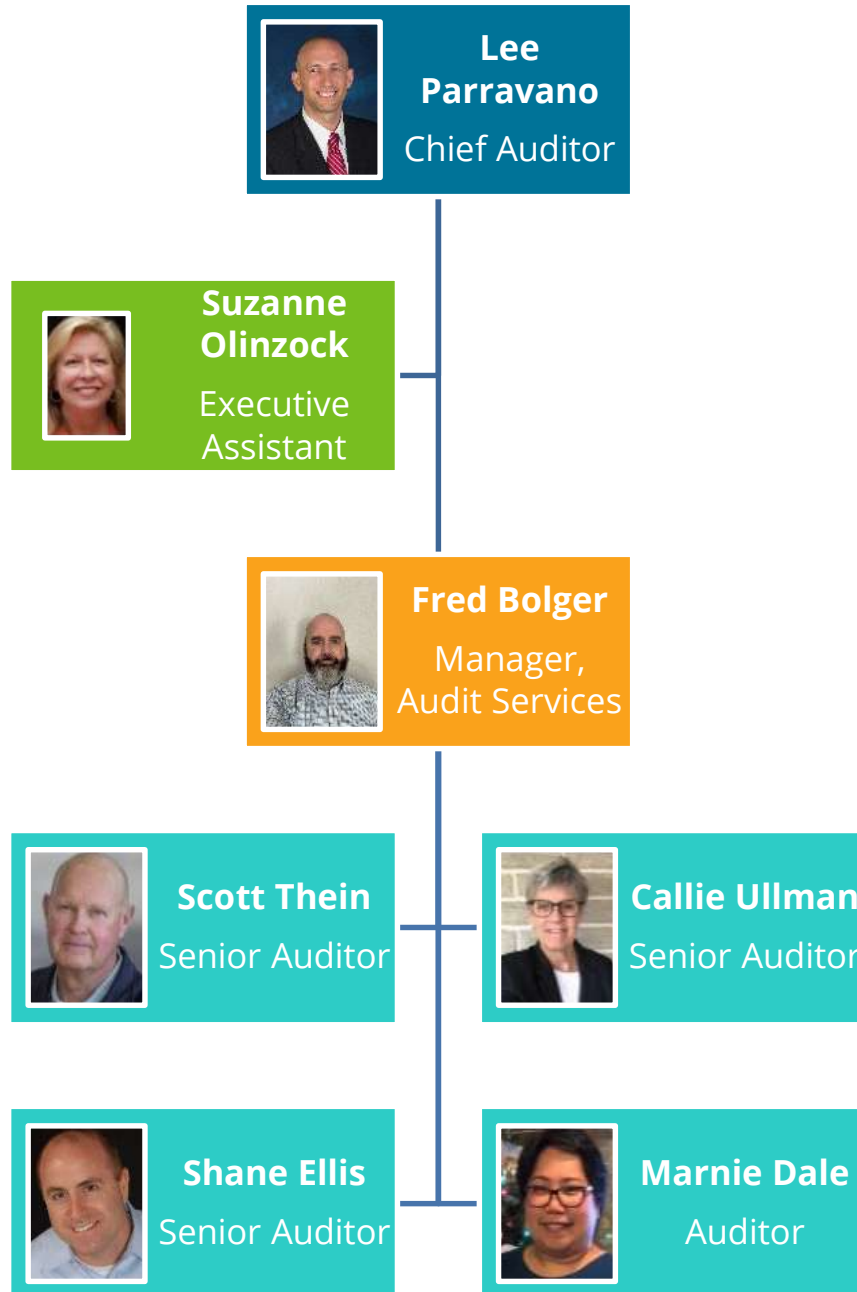 Lee
Parravano
Chief Auditor
Suzanne
Olinzock
Executive
Assistant
Fred Bolger
Manager,
Audit Services
Scott Thein
Senior Auditor
Callie Ullman
Senior Auditor
Shane Ellis
Senior Auditor
Marnie Dale
Auditor